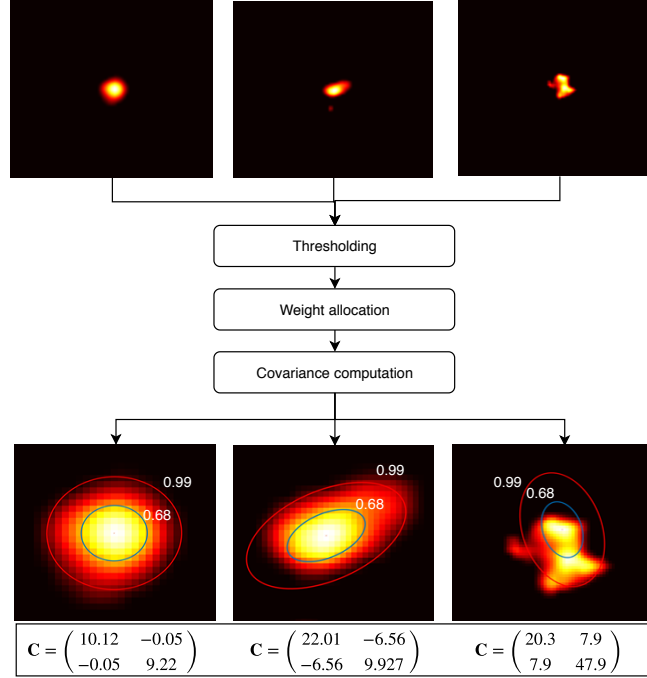 Thresholding
Weight allocation
Covariance computation
0.99
0.68
0.99
0.68
0.99
0.68
C = ( 10.12 −0.05
−0.05 9.22 )
C = ( 22.01 −6.56
−6.56 9.927 )
C = ( 20.3 7.9
7.9 47.9 )